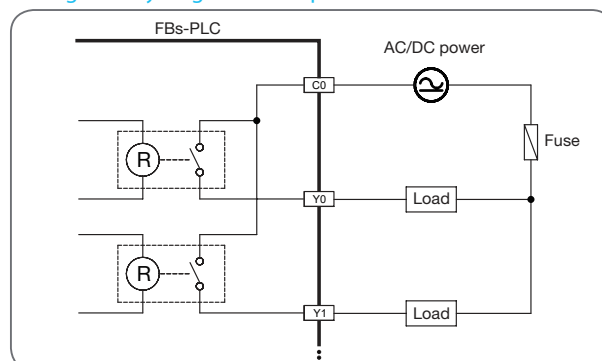 FBs-PLC
AC/DC power
C0
Fuse
R
Y0
Load
R
Y1
Load